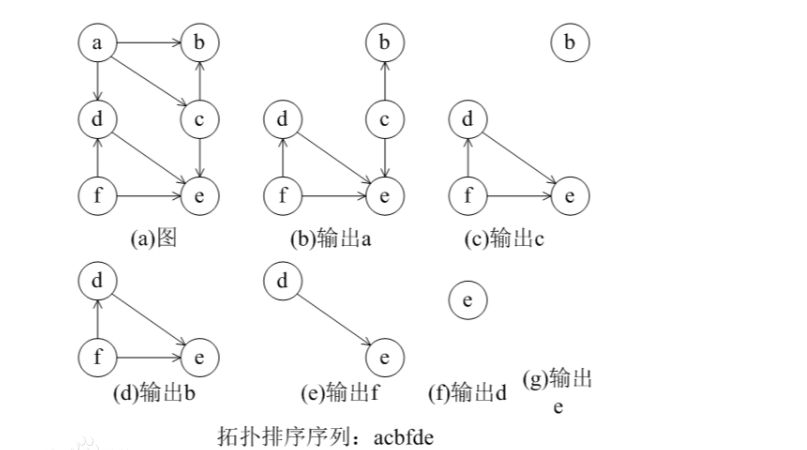 a b b b
d c d c d
f e f e f e
(a)图 (b)输出a (c)输出c
d d e
f e e
(d)输出b (e)输出f (f)输出d (g)输出
e
拓扑排序序列：acbfde